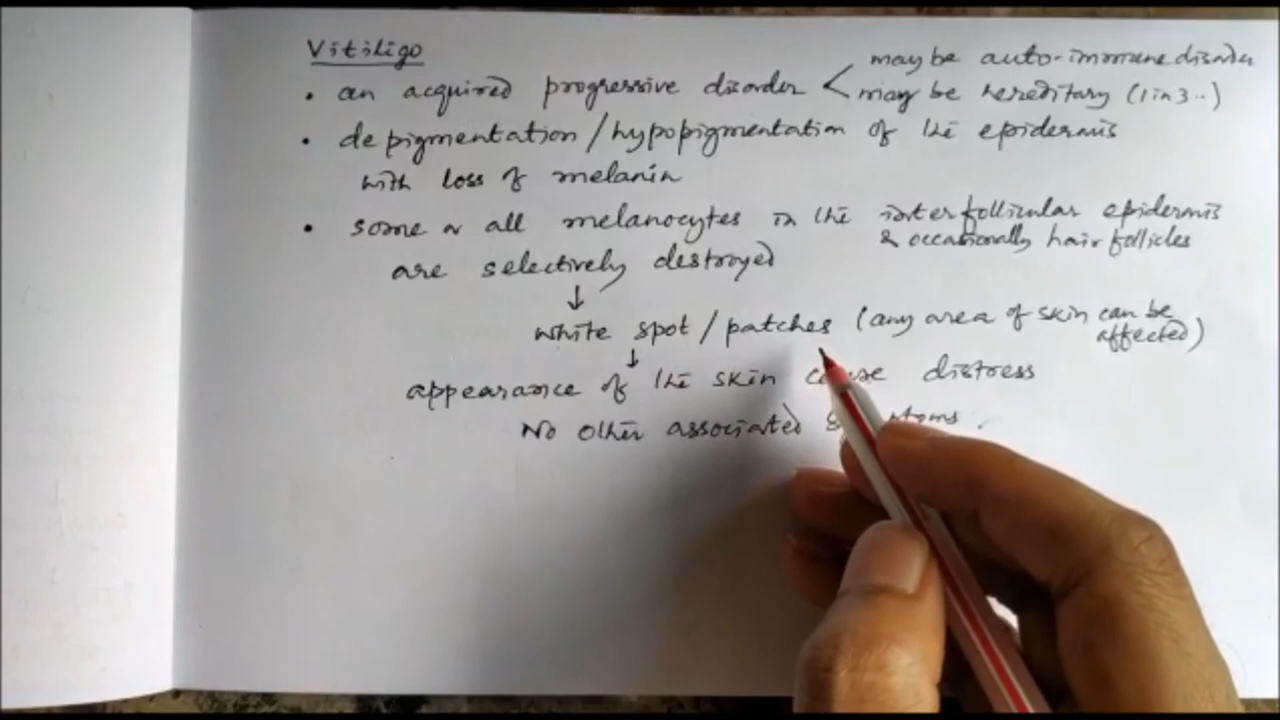 Vitiligo
• an acquired progressive disorder < may be auto-immune disorder
may be hereditary (1 in 3..)
• depigmentation/hypopigmentation of the epidermis
with loss of melanin
• some or all melanocytes in the interfollicular epidermis
& occasionally hair follicles
are selectively destroyed
↓
white spot/patches (any area of skin can be
affected)
↓
appearance of the skin cause distress
No other associated